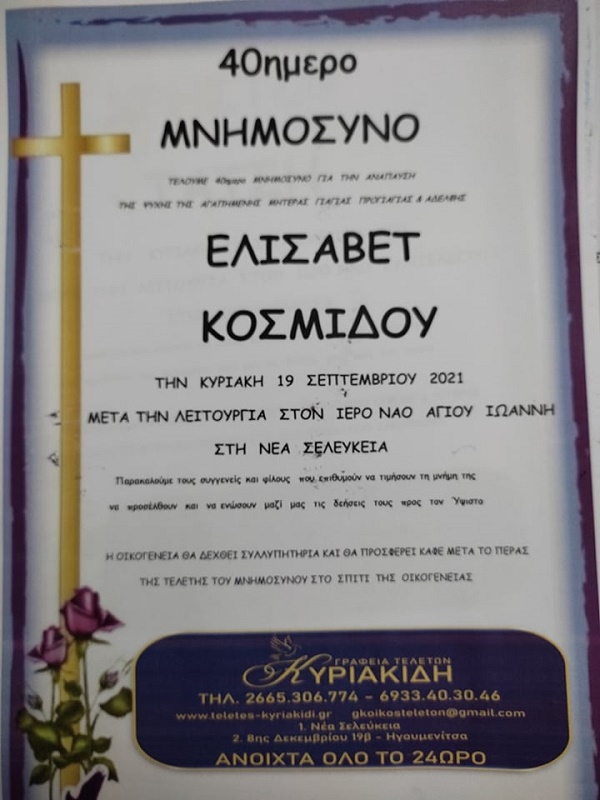 40ημερο
ΜΝΗΜΟΣΥΝΟ
ΤΕΛΟΥΜΕ 40ημερο ΜΝΗΜΟΣΥΝΟ ΓΙΑ ΤΗΝ ΑΝΑΠΑΥΣΗ
ΤΗΣ ΨΥΧΗΣ ΤΗΣ ΑΓΑΠΗΜΕΝΗΣ ΜΗΤΕΡΑΣ ΓΙΑΓΙΑΣ ΠΡΟΓΙΑΓΙΑΣ & ΑΔΕΛΦΗΣ
ΕΛΙΣΑΒΕΤ
ΚΟΣΜΙΔΟΥ
ΤΗΝ ΚΥΡΙΑΚΗ 19 ΣΕΠΤΕΜΒΡΙΟΥ 2021
ΜΕΤΑ ΤΗΝ ΛΕΙΤΟΥΡΓΙΑ ΣΤΟΝ ΙΕΡΟ ΝΑΟ ΑΓΙΟΥ ΙΩΑΝΝΗ
ΣΤΗ ΝΕΑ ΣΕΛΕΥΚΕΙΑ
Παρακαλούμε τους συγγενείς και φίλους που επιθυμούν να τιμήσουν τη μνήμη της
να προσέλθουν και να ενώσουν μαζί μας τις δεήσεις τους προς τον Ύψιστο
Η ΟΙΚΟΓΕΝΕΙΑ ΘΑ ΔΕΧΘΕΙ ΣΥΛΛΥΠΗΤΗΡΙΑ ΚΑΙ ΘΑ ΠΡΟΣΦΕΡΕΙ ΚΑΦΕ ΜΕΤΑ ΤΟ ΠΕΡΑΣ
ΤΗΣ ΤΕΛΕΤΗΣ ΤΟΥ ΜΝΗΜΟΣΥΝΟΥ ΣΤΟ ΣΠΙΤΙ ΤΗΣ ΟΙΚΟΓΕΝΕΙΑΣ
ΓΡΑΦΕΙΑ ΤΕΛΕΤΩΝ
ΚΥΡΙΑΚΙΔΗ
ΤΗΛ. 2665.306.774 - 6933.40.30.46
www.teletes-kyriakidi.gr gkoikosteleton@gmail.com
1. Νέα Σελεύκεια
2. 8ης Δεκεμβρίου 19β - Ηγουμενίτσα
ΑΝΟΙΧΤΑ ΟΛΟ ΤΟ 24ΩΡΟ